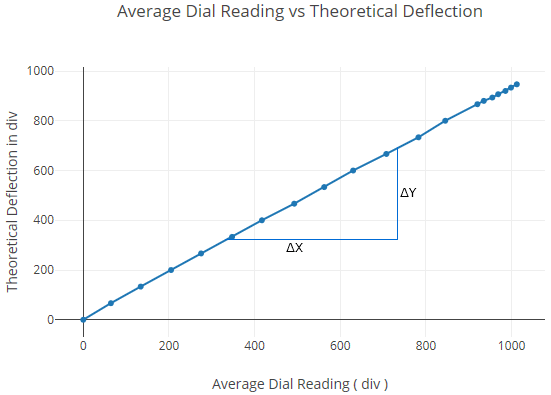 Average Dial Reading vs Theoretical Deflection
1000
800
600
400
200
0
Theoretical Deflection in div
ΔY
ΔX
0 200 400 600 800 1000
Average Dial Reading ( div )